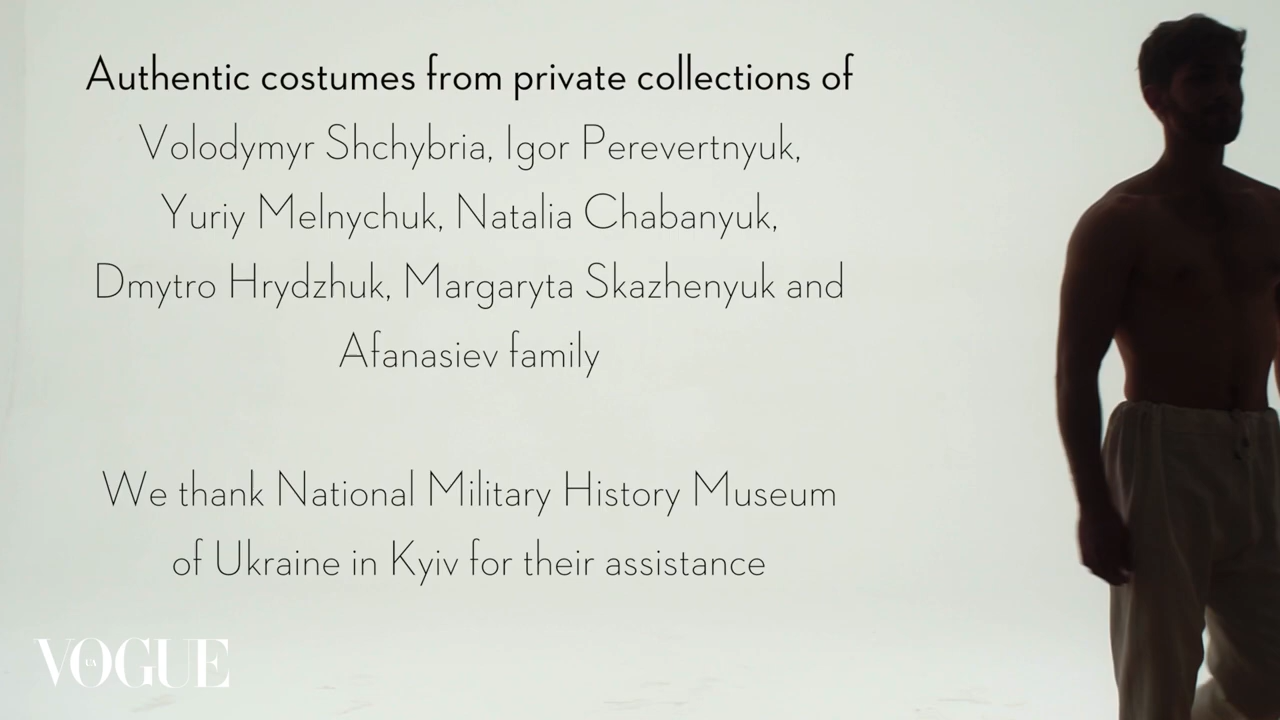 Authentic costumes from private collections of
Volodymyr Shchybria, Igor Perevertnyuk,
Yuriy Melnychuk, Natalia Chabanyuk,
Dmytro Hrydzhuk, Margaryta Skazhenyuk and
Afanasiev family
We thank National Military History Museum
of Ukraine in Kyiv for their assistance
VOGUE
UA